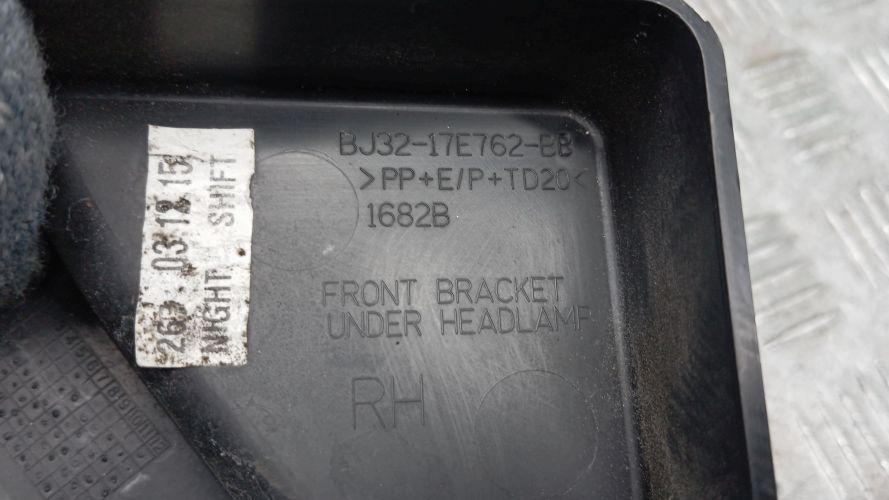 BJ32-17E762-BB
>PP+E/P+TD20<
1682B
FRONT BRACKET
UNDER HEADLAMP
RH
03 12 15
NIGHT SHIFT